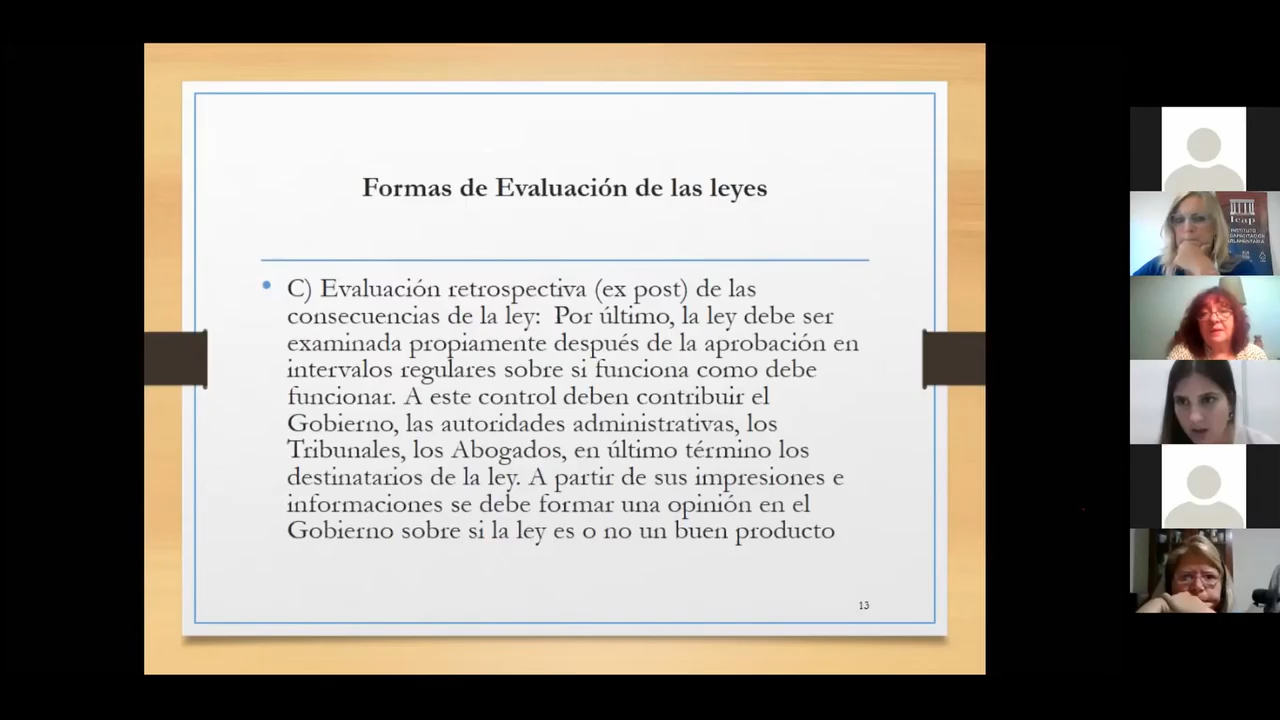 Formas de Evaluación de las leyes
• C) Evaluación retrospectiva (ex post) de las
consecuencias de la ley: Por último, la ley debe ser
examinada propiamente después de la aprobación en
intervalos regulares sobre si funciona como debe
funcionar. A este control deben contribuir el
Gobierno, las autoridades administrativas, los
Tribunales, los Abogados, en último término los
destinatarios de la ley. A partir de sus impresiones e
informaciones se debe formar una opinión en el
Gobierno sobre si la ley es o no un buen producto
13
Icap
INSTITUTO